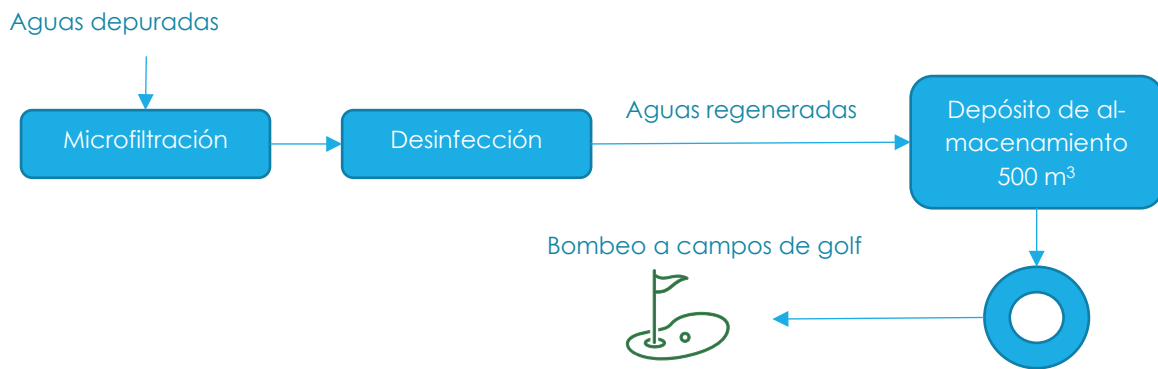 Aguas depuradas
Microfiltración
Desinfección
Aguas regeneradas
Depósito de al-
macenamiento
500 m³
Bombeo a campos de golf